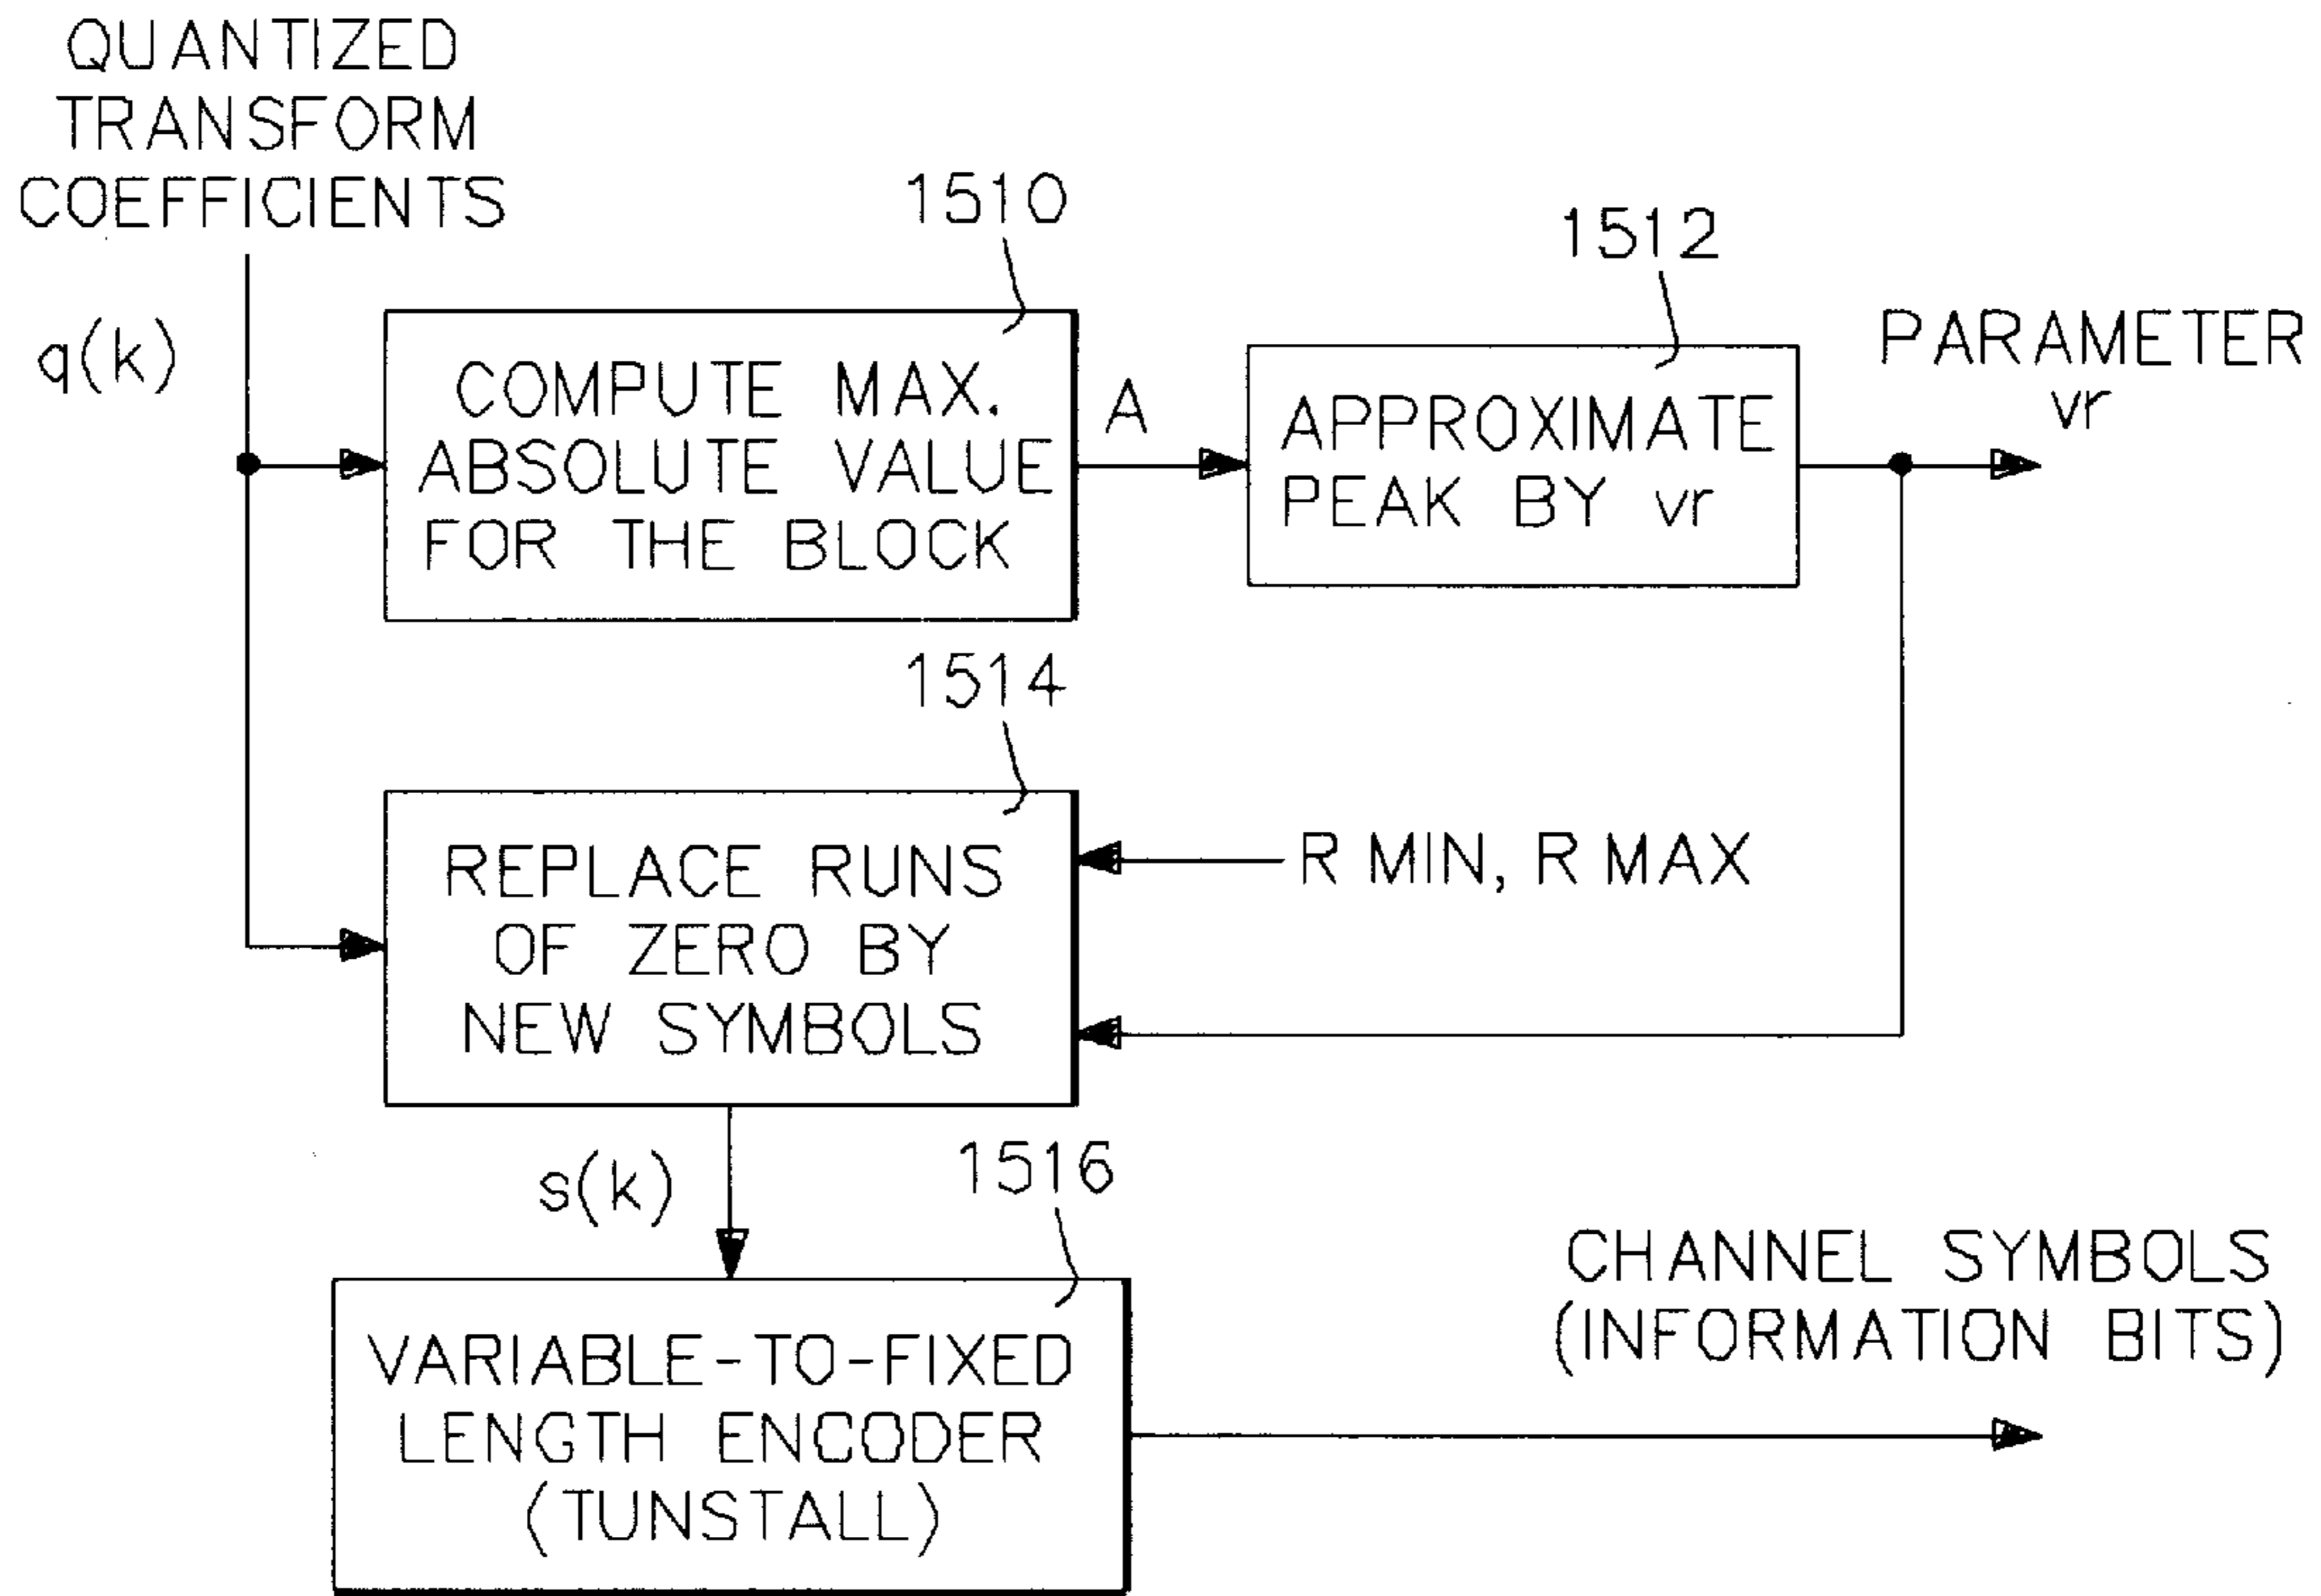 QUANTIZED
TRANSFORM
COEFFICIENTS
q(k)
1510
COMPUTE MAX.
ABSOLUTE VALUE
FOR THE BLOCK
A
1512
APPROXIMATE
PEAK BY vr
PARAMETER
vr
1514
REPLACE RUNS
OF ZERO BY
NEW SYMBOLS
R MIN, R MAX
s(k)
1516
VARIABLE-TO-FIXED
LENGTH ENCODER
(TUNSTALL)
CHANNEL SYMBOLS
(INFORMATION BITS)